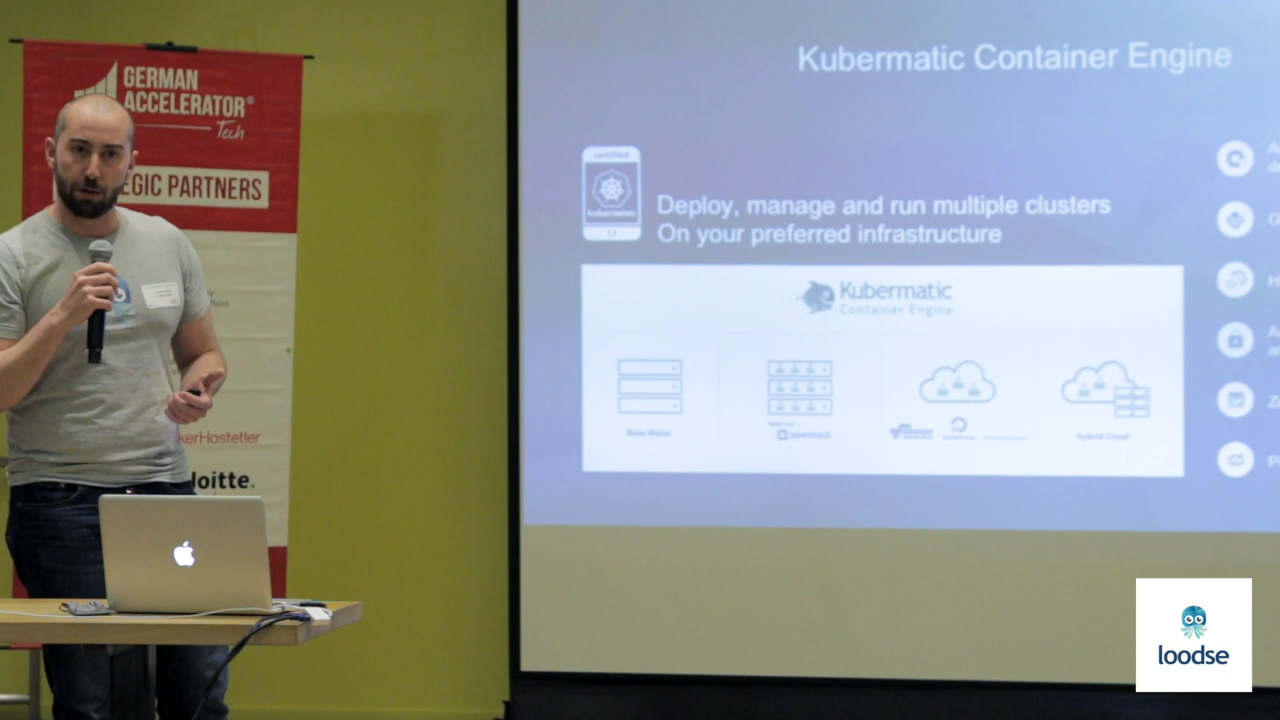 GERMAN
ACCELERATOR®
Tech
EGIC PARTNERS
kerHostetler
loitte.
Kubermatic Container Engine
certified
kubernetes
Deploy, manage and run multiple clusters
On your preferred infrastructure
Kubermatic
Container Engine
Bare Metal
openstack
Hybrid Cloud
loodse